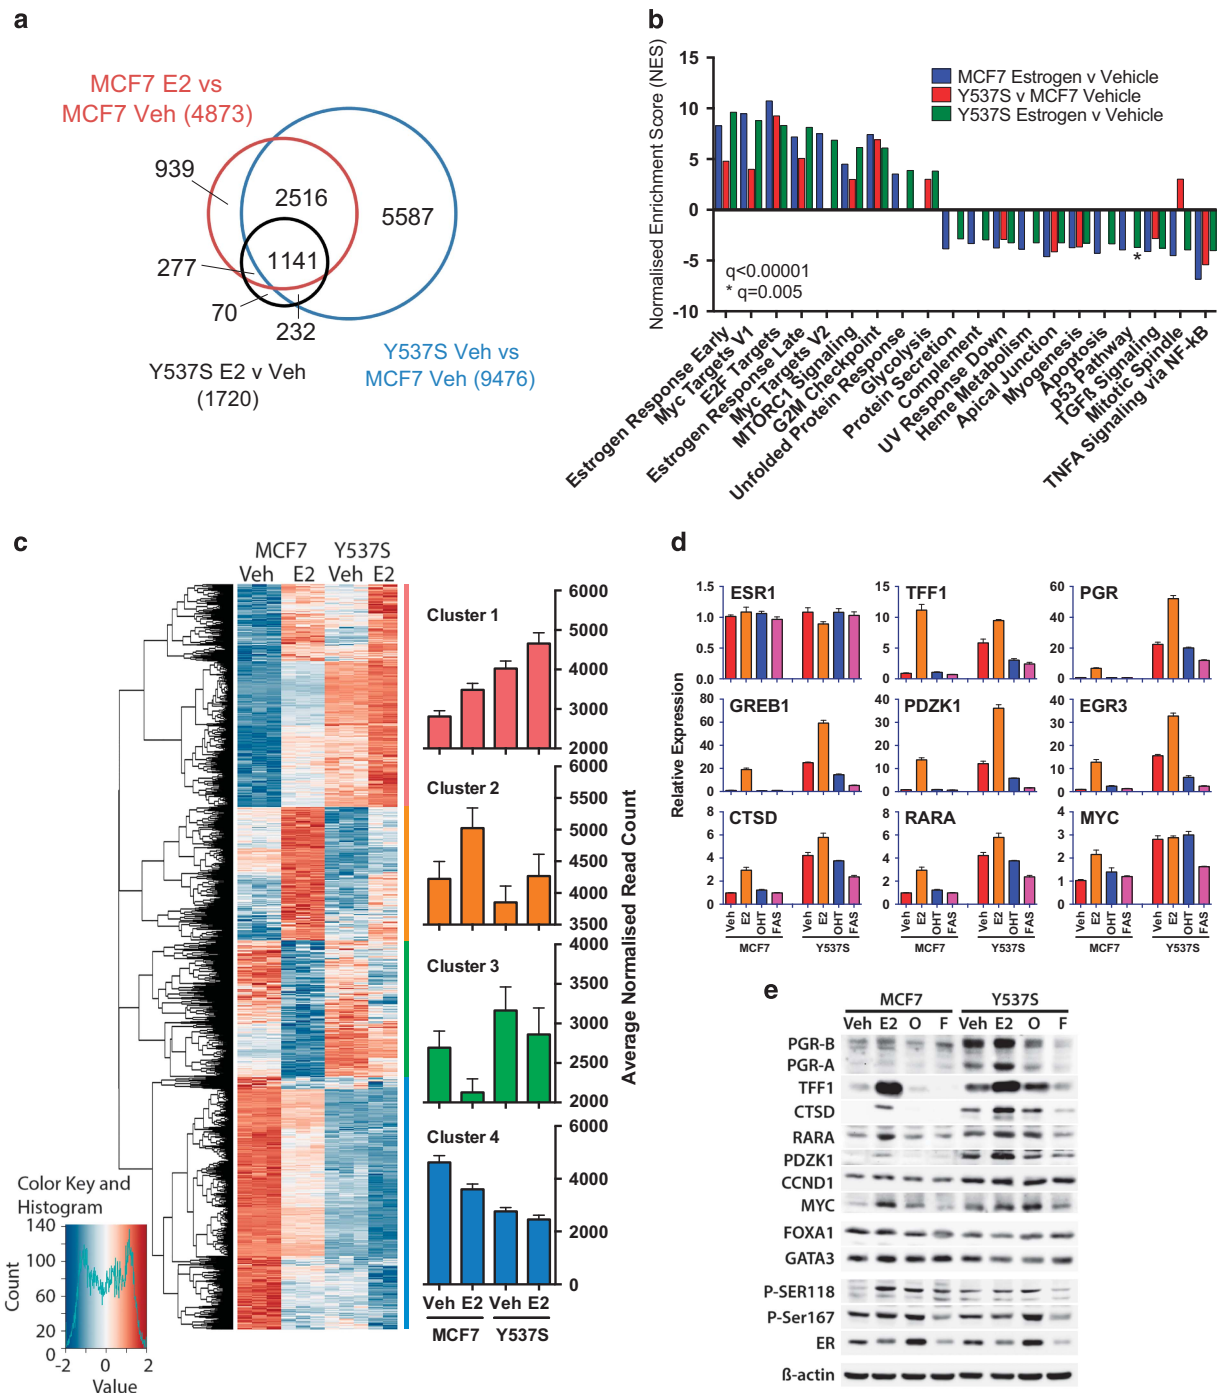 a
MCF7 E2 vs
MCF7 Veh (4873)
939
2516
5587
1141
277
70
232
Y537S E2 v Veh
(1720)
Y537S Veh vs
MCF7 Veh (9476)
b
Normalised Enrichment Score (NES)
15
10
5
0
-5
-10
MCF7 Estrogen v Vehicle
Y537S v MCF7 Vehicle
Y537S Estrogen v Vehicle
q<0.00001
* q=0.005
*
Estrogen Response Early
Myc Targets V1
E2F Targets
Estrogen Response Late
Myc Targets V2
MTORC1 Signaling
G2M Checkpoint
Unfolded Protein Response
Glycolysis
Protein Secretion
Complement
UV Response Down
Heme Metabolism
Apical Junction
Myogenesis
Apoptosis
p53 Pathway
TGFß Signaling
Mitotic Spindle
TNFA Signaling via NF-kB
c
MCF7 Y537S
Veh E2 Veh E2
Cluster 1
6000
5000
4000
3000
2000
Cluster 2
6000
5500
5000
4500
4000
3500
Cluster 3
4000
3500
3000
2500
2000
Cluster 4
6000
4000
2000
0
Average Normalised Read Count
Veh E2 Veh E2
MCF7 Y537S
Color Key and
Histogram
Count
140
100
60
20
0
-2 0 2
Value
d
Relative Expression
ESR1
1.5
1.0
0.5
0.0
TFF1
15
10
5
0
PGR
60
40
20
0
GREB1
80
60
40
20
0
PDZK1
40
30
20
10
0
EGR3
40
30
20
10
0
CTSD
8
6
4
2
0
RARA
8
6
4
2
0
MYC
4
3
2
1
0
Veh E2 OHT FAS Veh E2 OHT FAS
MCF7 Y537S
Veh E2 OHT FAS Veh E2 OHT FAS
MCF7 Y537S
Veh E2 OHT FAS Veh E2 OHT FAS
MCF7 Y537S
e
MCF7 Y537S
Veh E2 O F Veh E2 O F
PGR-B
PGR-A
TFF1
CTSD
RARA
PDZK1
CCND1
MYC
FOXA1
GATA3
P-SER118
P-Ser167
ER
ß-actin